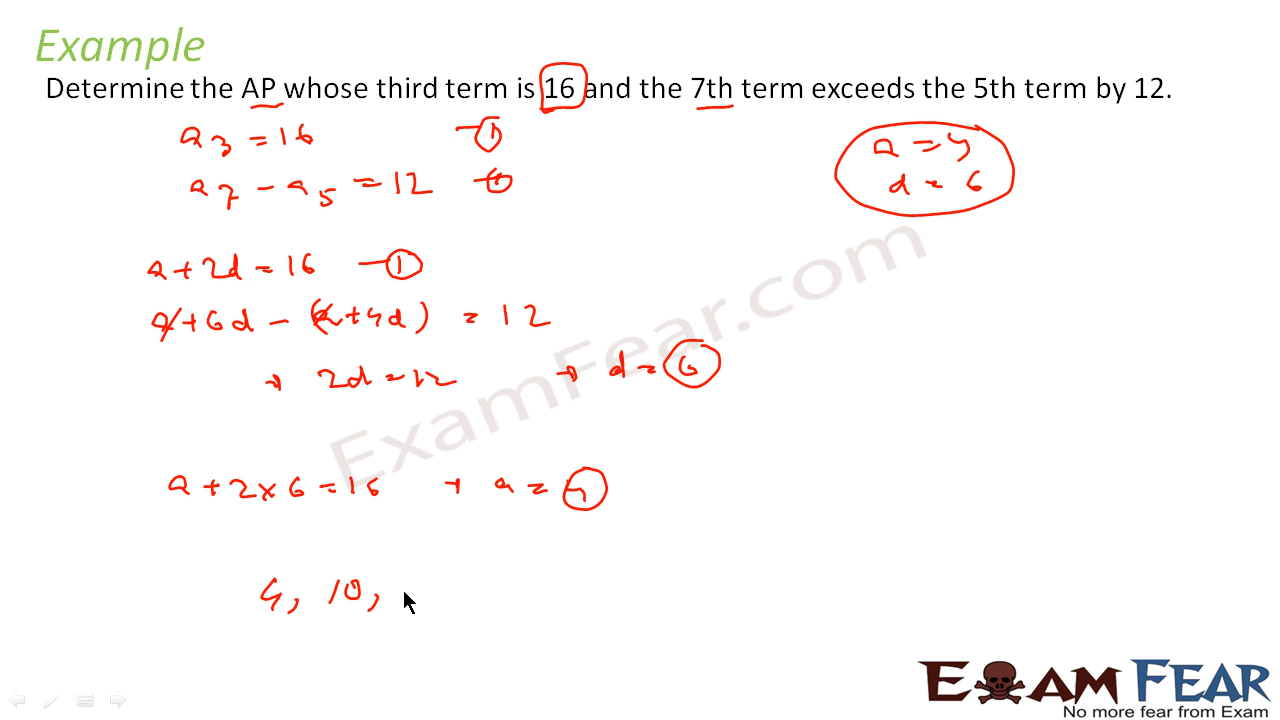 Example
Determine the AP whose third term is 16 and the 7th term exceeds the 5th term by 12.
a3 = 16 — 1
a7 - a5 = 12
a = 4
d = 6
a + 2d = 16 — 1
a + 6d - (a + 4d) = 12
→ 2d = 12 → d = 6
a + 2 × 6 = 16 → a = 4
4, 10,
ExamFear.com
EXAM FEAR
No more fear from Exam